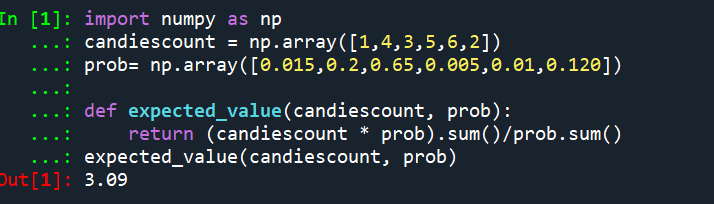 In [1]: import numpy as np
...: candiescount = np.array([1,4,3,5,6,2])
...: prob= np.array([0.015,0.2,0.65,0.005,0.01,0.120])
...:
...: def expected_value(candiescount, prob):
...:     return (candiescount * prob).sum()/prob.sum()
...: expected_value(candiescount, prob)
Out[1]: 3.09